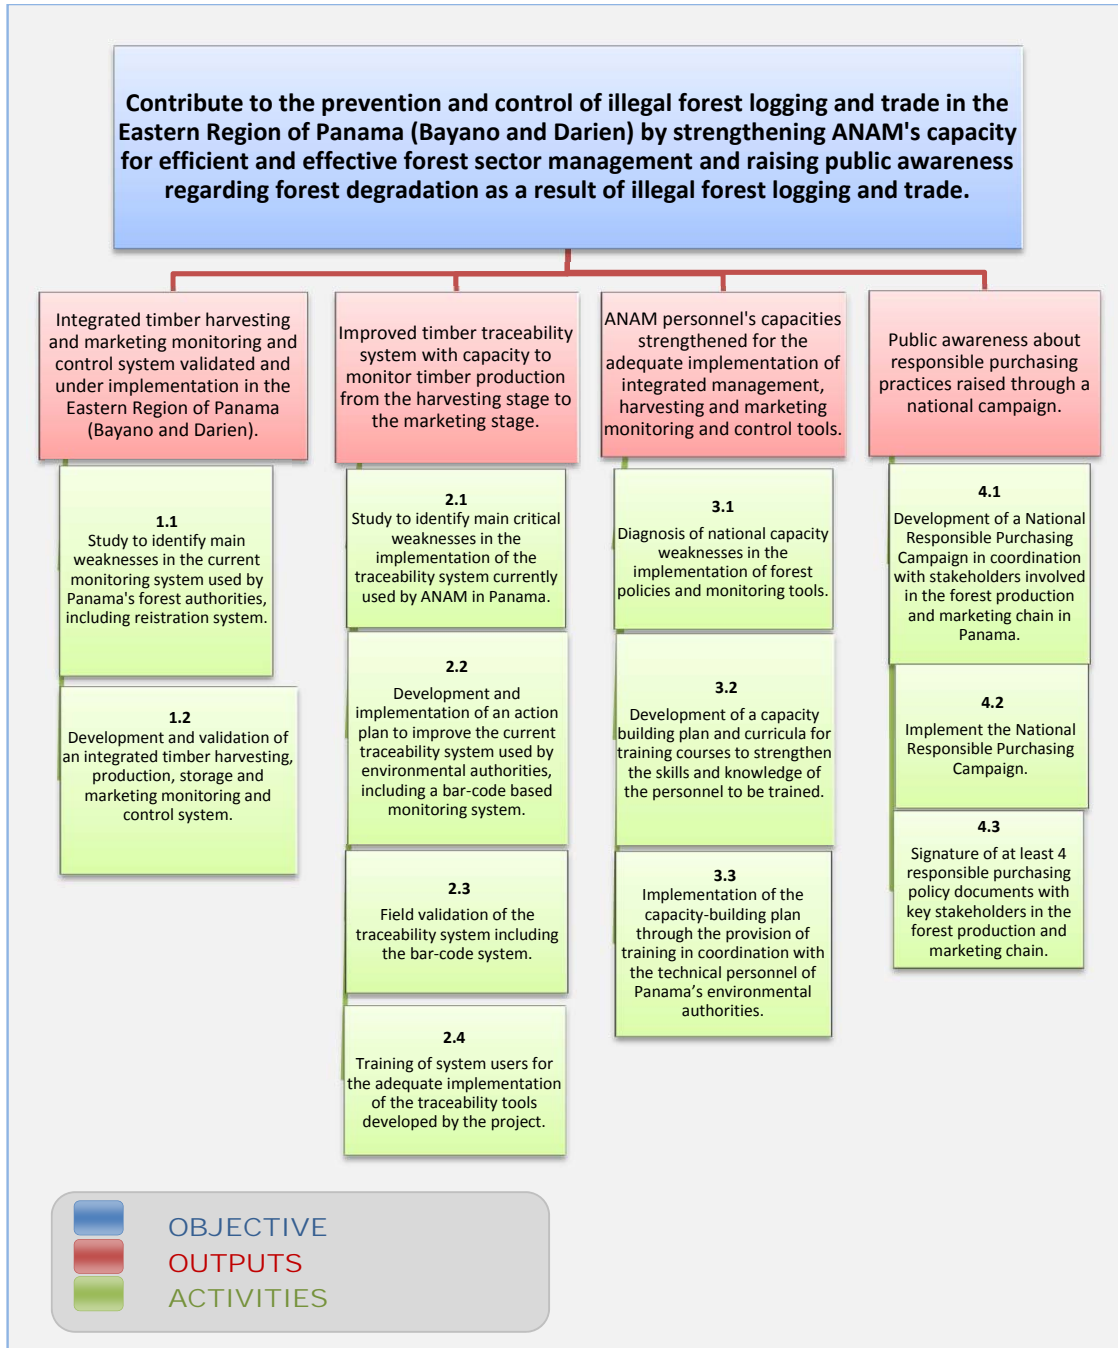 Contribute to the prevention and control of illegal forest logging and trade in the
Eastern Region of Panama (Bayano and Darien) by strengthening ANAM's capacity
for efficient and effective forest sector management and raising public awareness
regarding forest degradation as a result of illegal forest logging and trade.
Integrated timber harvesting
and marketing monitoring and
control system validated and
under implementation in the
Eastern Region of Panama
(Bayano and Darien).
1.1
Study to identify main
weaknesses in the current
monitoring system used by
Panama's forest authorities,
including reistration system.
1.2
Development and validation of
an integrated timber harvesting,
production, storage and
marketing monitoring and
control system.
Improved timber traceability
system with capacity to
monitor timber production
from the harvesting stage to
the marketing stage.
2.1
Study to identify main critical
weaknesses in the
implementation of the
traceability system currently
used by ANAM in Panama.
2.2
Development and
implementation of an action
plan to improve the current
traceability system used by
environmental authorities,
including a bar-code based
monitoring system.
2.3
Field validation of the
traceability system including
the bar-code system.
2.4
Training of system users for
the adequate implementation
of the traceability tools
developed by the project.
ANAM personnel's capacities
strengthened for the
adequate implementation of
integrated management,
harvesting and marketing
monitoring and control tools.
3.1
Diagnosis of national capacity
weaknesses in the
implementation of forest
policies and monitoring tools.
3.2
Development of a capacity
building plan and curricula for
training courses to strengthen
the skills and knowledge of
the personnel to be trained.
3.3
Implementation of the
capacity-building plan
through the provision of
training in coordination with
the technical personnel of
Panama’s environmental
authorities.
Public awareness about
responsible purchasing
practices raised through a
national campaign.
4.1
Development of a National
Responsible Purchasing
Campaign in coordination
with stakeholders involved
in the forest production
and marketing chain in
Panama.
4.2
Implement the National
Responsible Purchasing
Campaign.
4.3
Signature of at least 4
responsible purchasing
policy documents with
key stakeholders in the
forest production and
marketing chain.
OBJECTIVE
OUTPUTS
ACTIVITIES